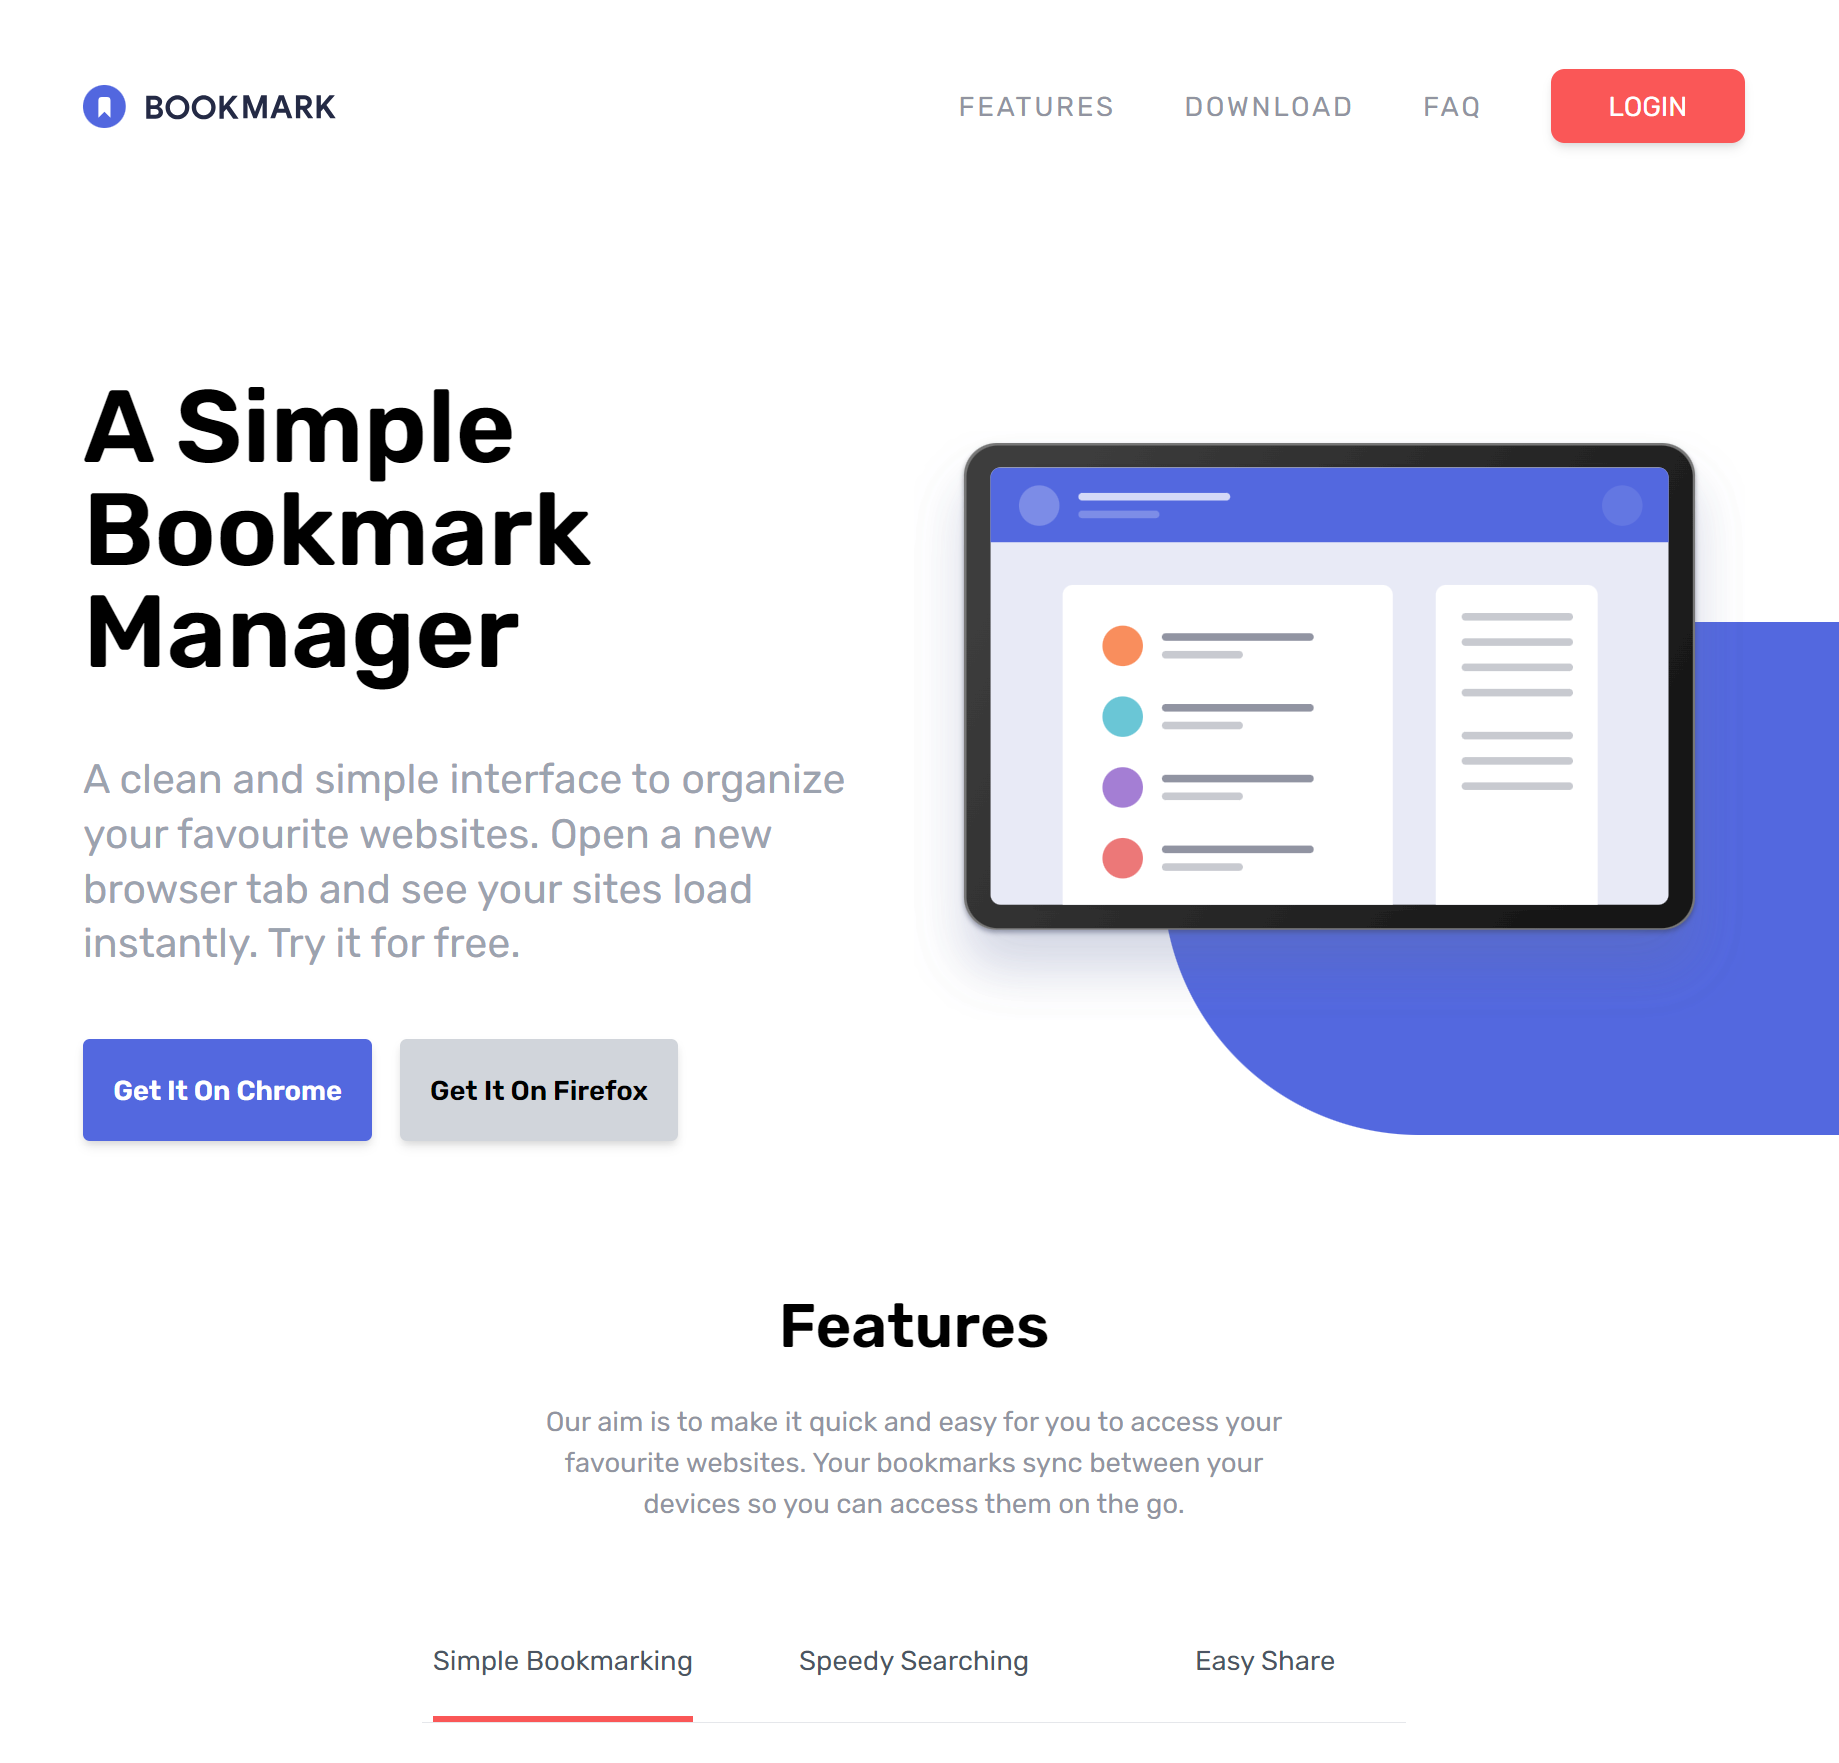 BOOKMARK
FEATURES DOWNLOAD FAQ LOGIN
A Simple
Bookmark
Manager
A clean and simple interface to organize
your favourite websites. Open a new
browser tab and see your sites load
instantly. Try it for free.
Get It On Chrome Get It On Firefox
Features
Our aim is to make it quick and easy for you to access your
favourite websites. Your bookmarks sync between your
devices so you can access them on the go.
Simple Bookmarking Speedy Searching Easy Share